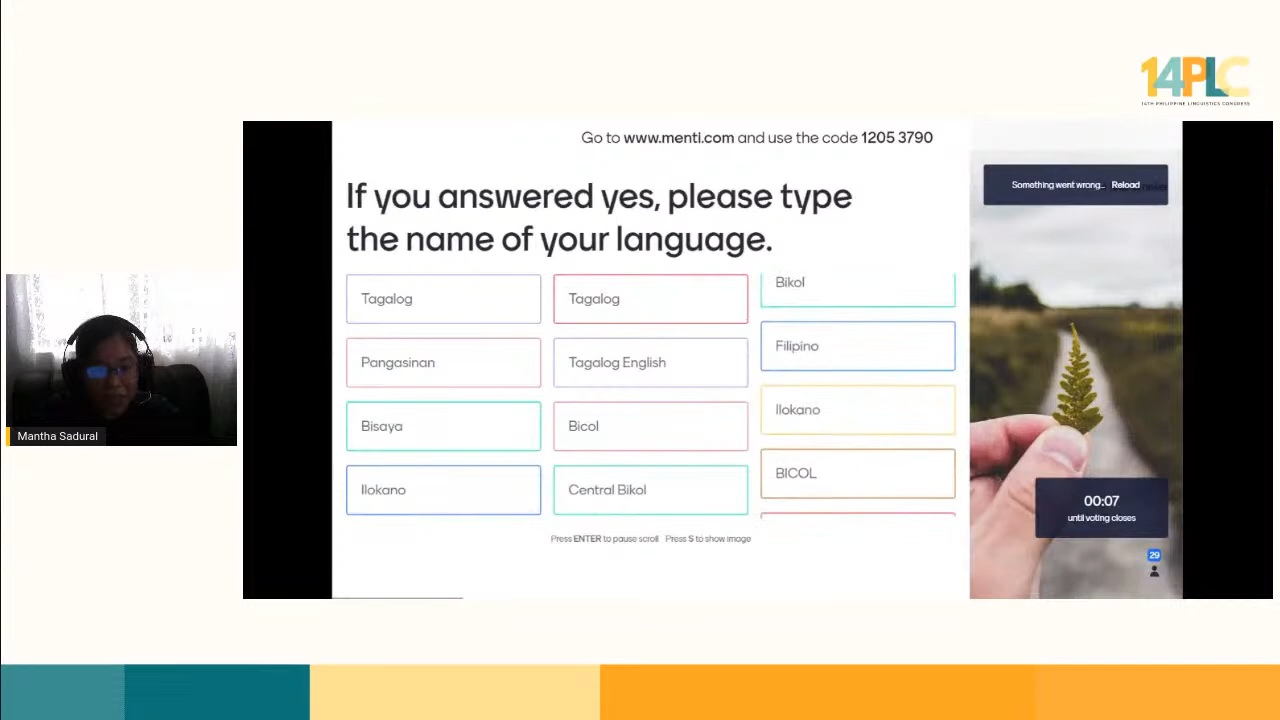 14PLC
14TH PHILIPPINE LINGUISTICS CONGRESS
Go to www.menti.com and use the code 1205 3790
If you answered yes, please type
the name of your language.
Tagalog
Pangasinan
Bisaya
Ilokano
Tagalog
Tagalog English
Bicol
Central Bikol
Bikol
Filipino
Ilokano
BICOL
Press ENTER to pause scroll Press S to show image
Something went wrong... Reload
00:07
until voting closes
29
Mantha Sadural